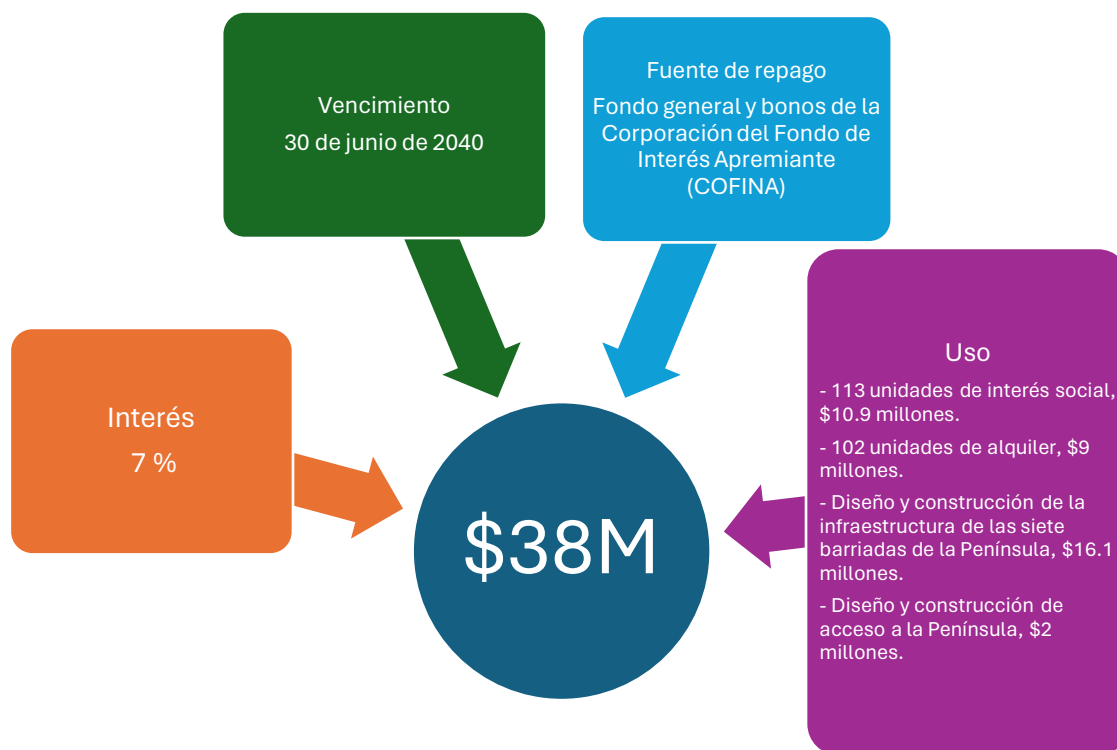 Vencimiento
30 de junio de 2040
Fuente de repago
Fondo general y bonos de la
Corporación del Fondo de
Interés Apremiante
(COFINA)
Interés
7 %
$38M
Uso
- 113 unidades de interés social,
$10.9 millones.
- 102 unidades de alquiler, $9
millones.
- Diseño y construcción de la
infraestructura de las siete
barriadas de la Península, $16.1
millones.
- Diseño y construcción de
acceso a la Península, $2
millones.